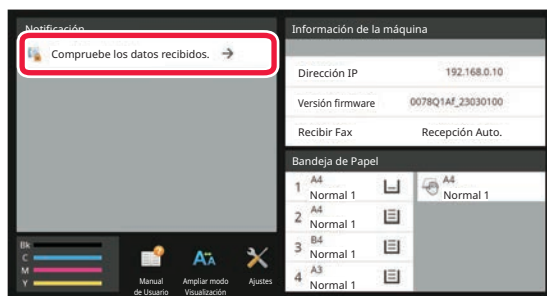 Notificación
Compruebe los datos recibidos. →
Información de la máquina
Dirección IP 192.168.0.10
Versión firmware 0078Q1Af_23030100
Recibir Fax Recepción Auto.
Bandeja de Papel
1 A4
Normal 1
2 A4
Normal 1
3 B4
Normal 1
4 A3
Normal 1
A4
Normal 1
Bk
C
M
Y
Manual
de Usuario
Ampliar modo
Visualización
Ajustes